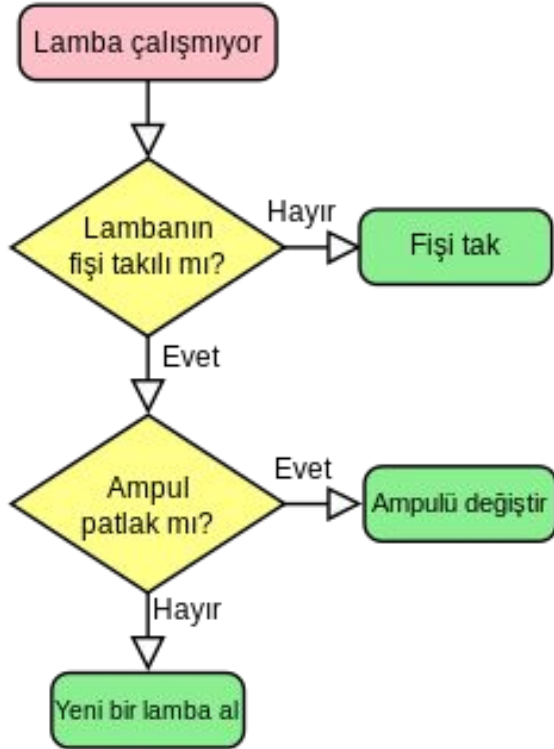 Lamba çalışmıyor
Lambanın
fişi takılı mı?
Hayır
Fişi tak
Evet
Ampul
patlak mı?
Evet
Ampulü değiştir
Hayır
Yeni bir lamba al